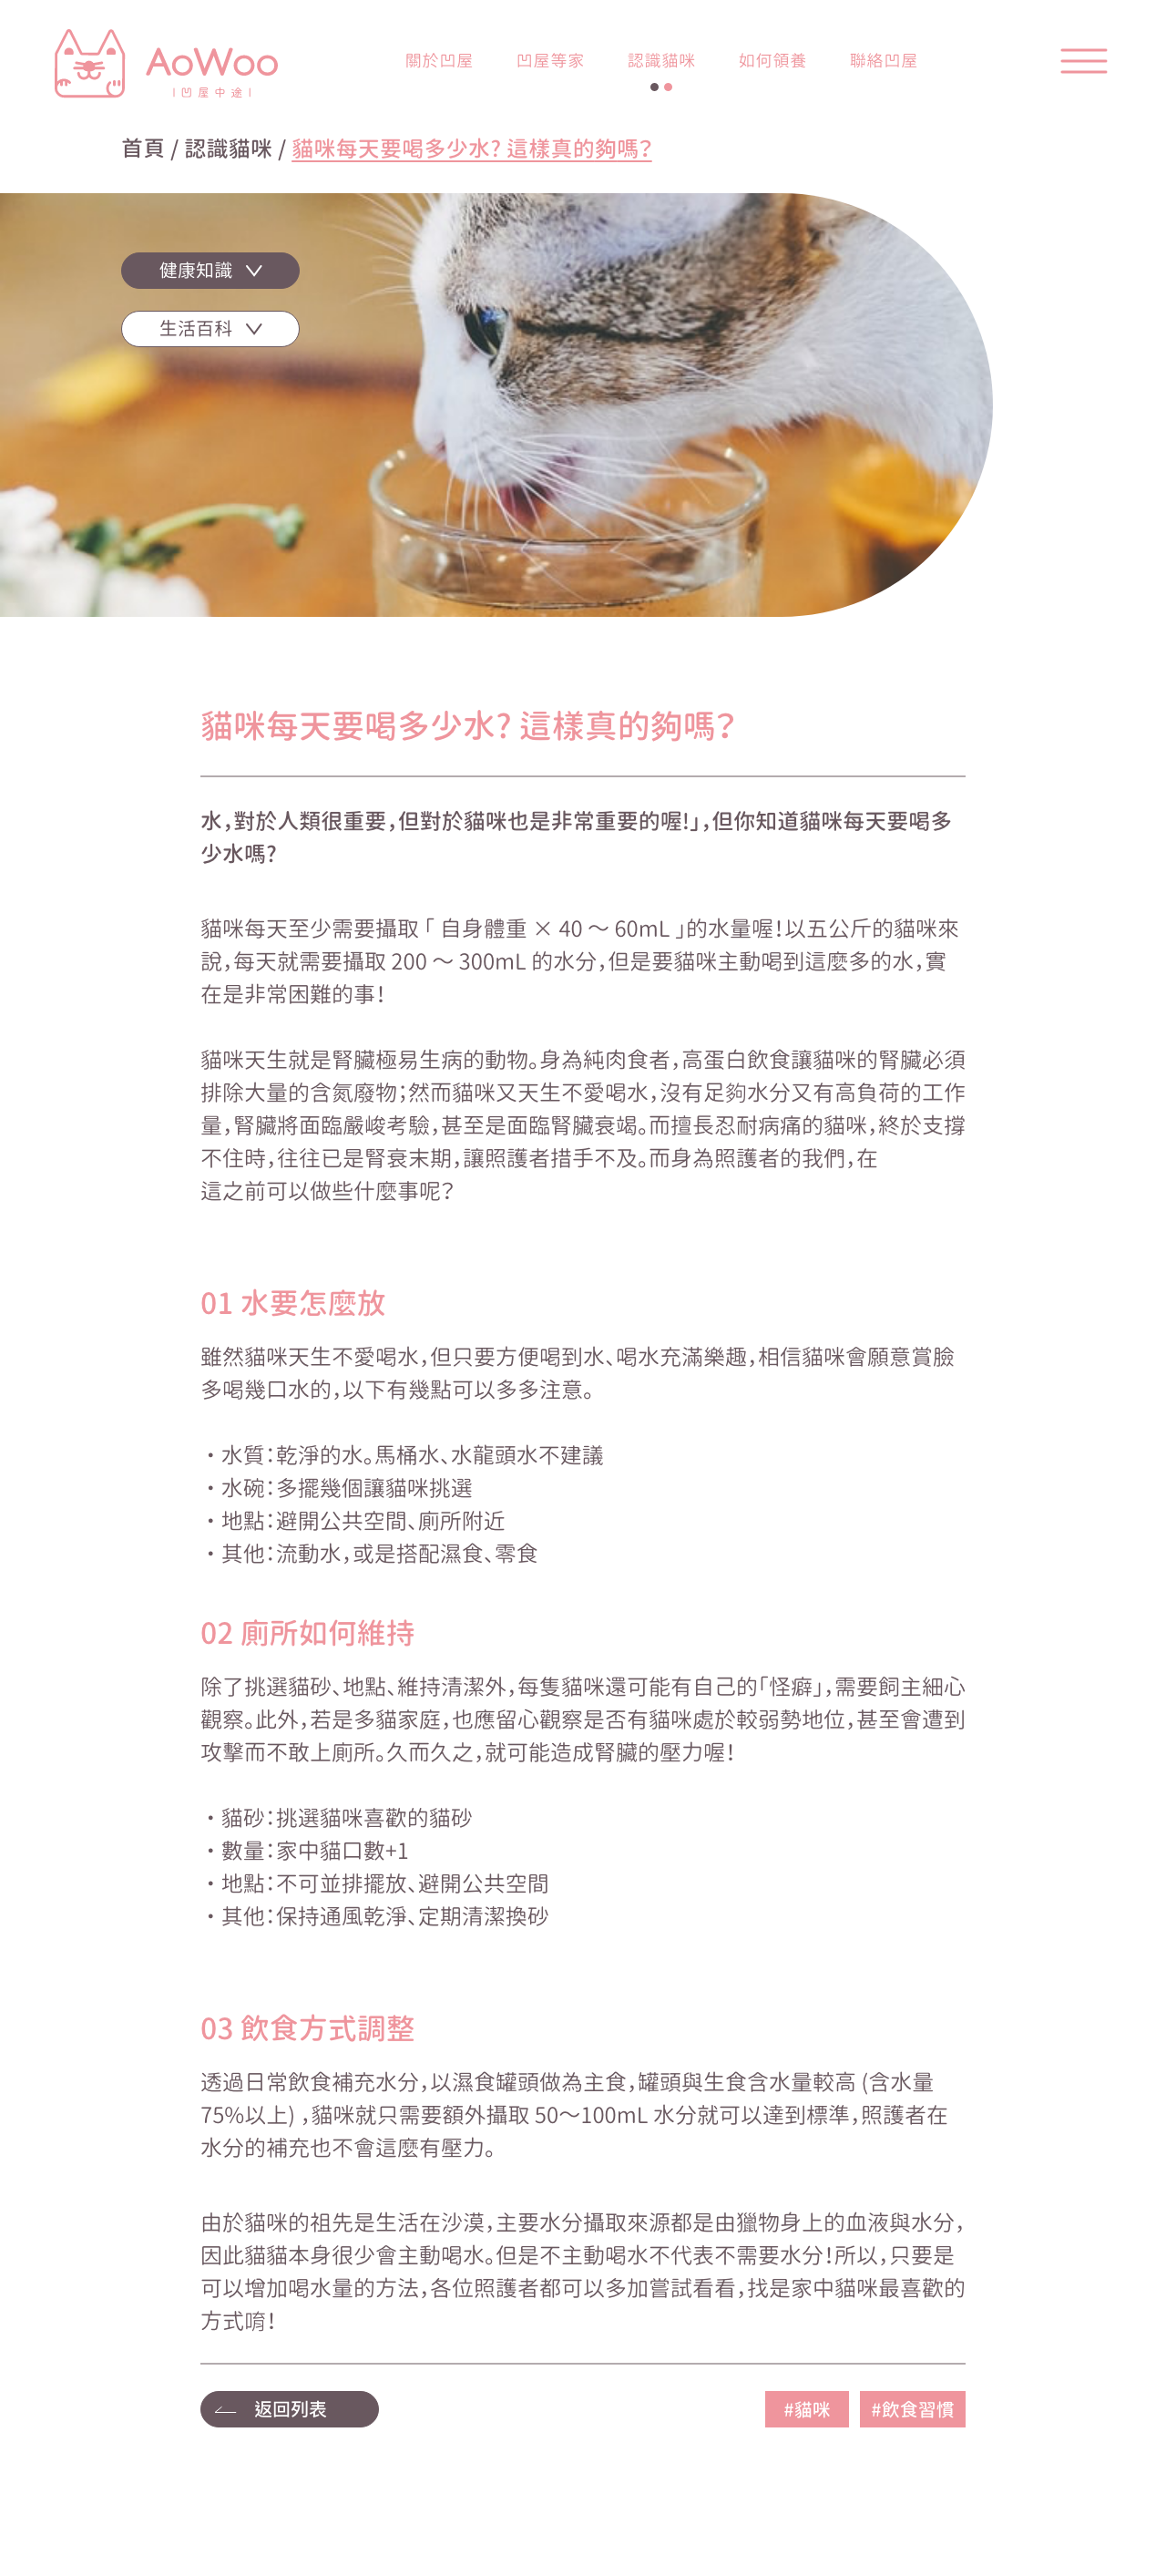 AoWoo
| 凹屋中途 |
關於凹屋
凹屋等家
認識貓咪
如何領養
聯絡凹屋
首頁 / 認識貓咪 / 貓咪每天要喝多少水? 這樣真的夠嗎?
健康知識
生活百科
貓咪每天要喝多少水? 這樣真的夠嗎?
水，對於人類很重要，但對於貓咪也是非常重要的喔!」，但你知道貓咪每天要喝多
少水嗎?
貓咪每天至少需要攝取「 自身體重 × 40 ～ 60mL 」的水量喔！以五公斤的貓咪來
說，每天就需要攝取 200 ～ 300mL 的水分，但是要貓咪主動喝到這麼多的水，實
在是非常困難的事！
貓咪天生就是腎臟極易生病的動物。身為純肉食者，高蛋白飲食讓貓咪的腎臟必須
排除大量的含氮廢物；然而貓咪又天生不愛喝水，沒有足夠水分又有高負荷的工作
量，腎臟將面臨嚴峻考驗，甚至是面臨腎臟衰竭。而擅長忍耐病痛的貓咪，終於支撐
不住時，往往已是腎衰末期，讓照護者措手不及。而身為照護者的我們，在
這之前可以做些什麼事呢？
01 水要怎麼放
雖然貓咪天生不愛喝水，但只要方便喝到水、喝水充滿樂趣，相信貓咪會願意賞臉
多喝幾口水的，以下有幾點可以多多注意。
・水質：乾淨的水。馬桶水、水龍頭水不建議
・水碗：多擺幾個讓貓咪挑選
・地點：避開公共空間、廁所附近
・其他：流動水，或是搭配濕食、零食
02 廁所如何維持
除了挑選貓砂、地點、維持清潔外，每隻貓咪還可能有自己的「怪癖」，需要飼主細心
觀察。此外，若是多貓家庭，也應留心觀察是否有貓咪處於較弱勢地位，甚至會遭到
攻擊而不敢上廁所。久而久之，就可能造成腎臟的壓力喔！
・貓砂：挑選貓咪喜歡的貓砂
・數量：家中貓口數+1
・地點：不可並排擺放、避開公共空間
・其他：保持通風乾淨、定期清潔換砂
03 飲食方式調整
透過日常飲食補充水分，以濕食罐頭做為主食，罐頭與生食含水量較高 (含水量
75%以上) ，貓咪就只需要額外攝取 50～100mL 水分就可以達到標準，照護者在
水分的補充也不會這麼有壓力。
由於貓咪的祖先是生活在沙漠，主要水分攝取來源都是由獵物身上的血液與水分，
因此貓貓本身很少會主動喝水。但是不主動喝水不代表不需要水分！所以，只要是
可以增加喝水量的方法，各位照護者都可以多加嘗試看看，找是家中貓咪最喜歡的
方式唷！
返回列表
#貓咪
#飲食習慣